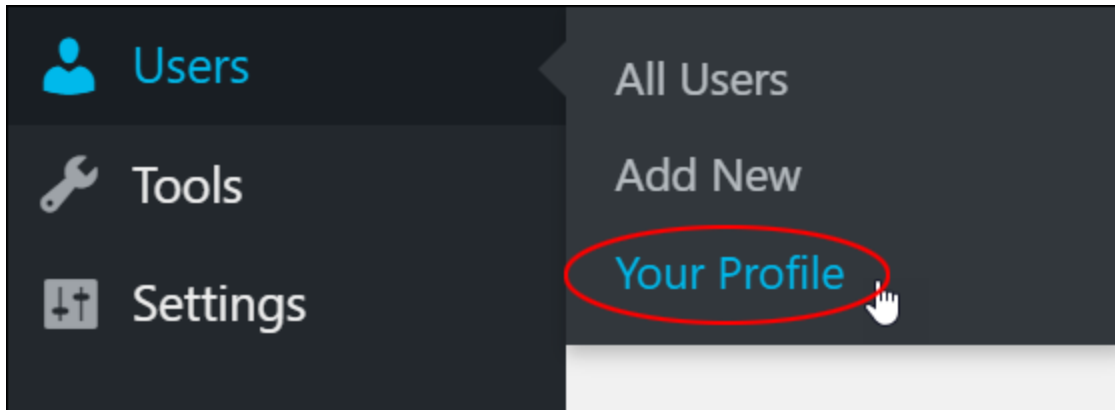 Users
Tools
Settings
All Users
Add New
Your Profile